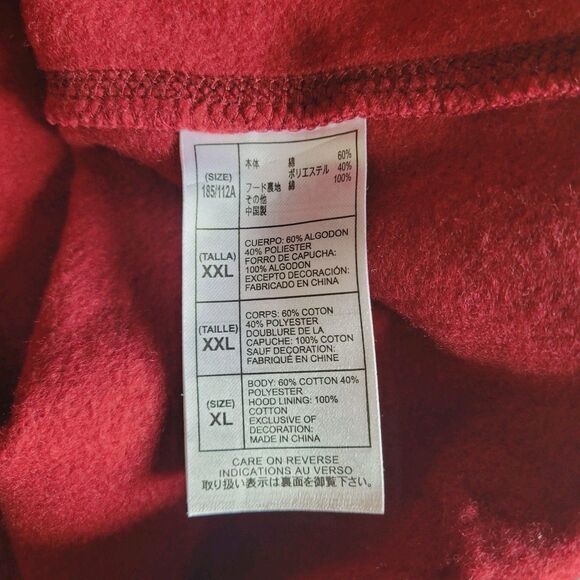 (SIZE)
185/112A
本体 綿 60%
ポリエステル 40%
フード裏地 綿 100%
その他
中国製
(TALLA)
XXL
CUERPO: 60% ALGODON
40% POLIESTER
FORRO DE CAPUCHA:
100% ALGODON
EXCEPTO DECORACIÓN:
FABRICADO EN CHINA
(TAILLE)
XXL
CORPS: 60% COTON
40% POLYESTER
DOUBLURE DE LA
CAPUCHE: 100% COTON
SAUF DECORATION:
FABRIQUÉ EN CHINE
(SIZE)
XL
BODY: 60% COTTON 40%
POLYESTER
HOOD LINING: 100%
COTTON
EXCLUSIVE OF
DECORATION:
MADE IN CHINA
CARE ON REVERSE
INDICATIONS AU VERSO
取り扱い表示は裏面を御覧下さい。